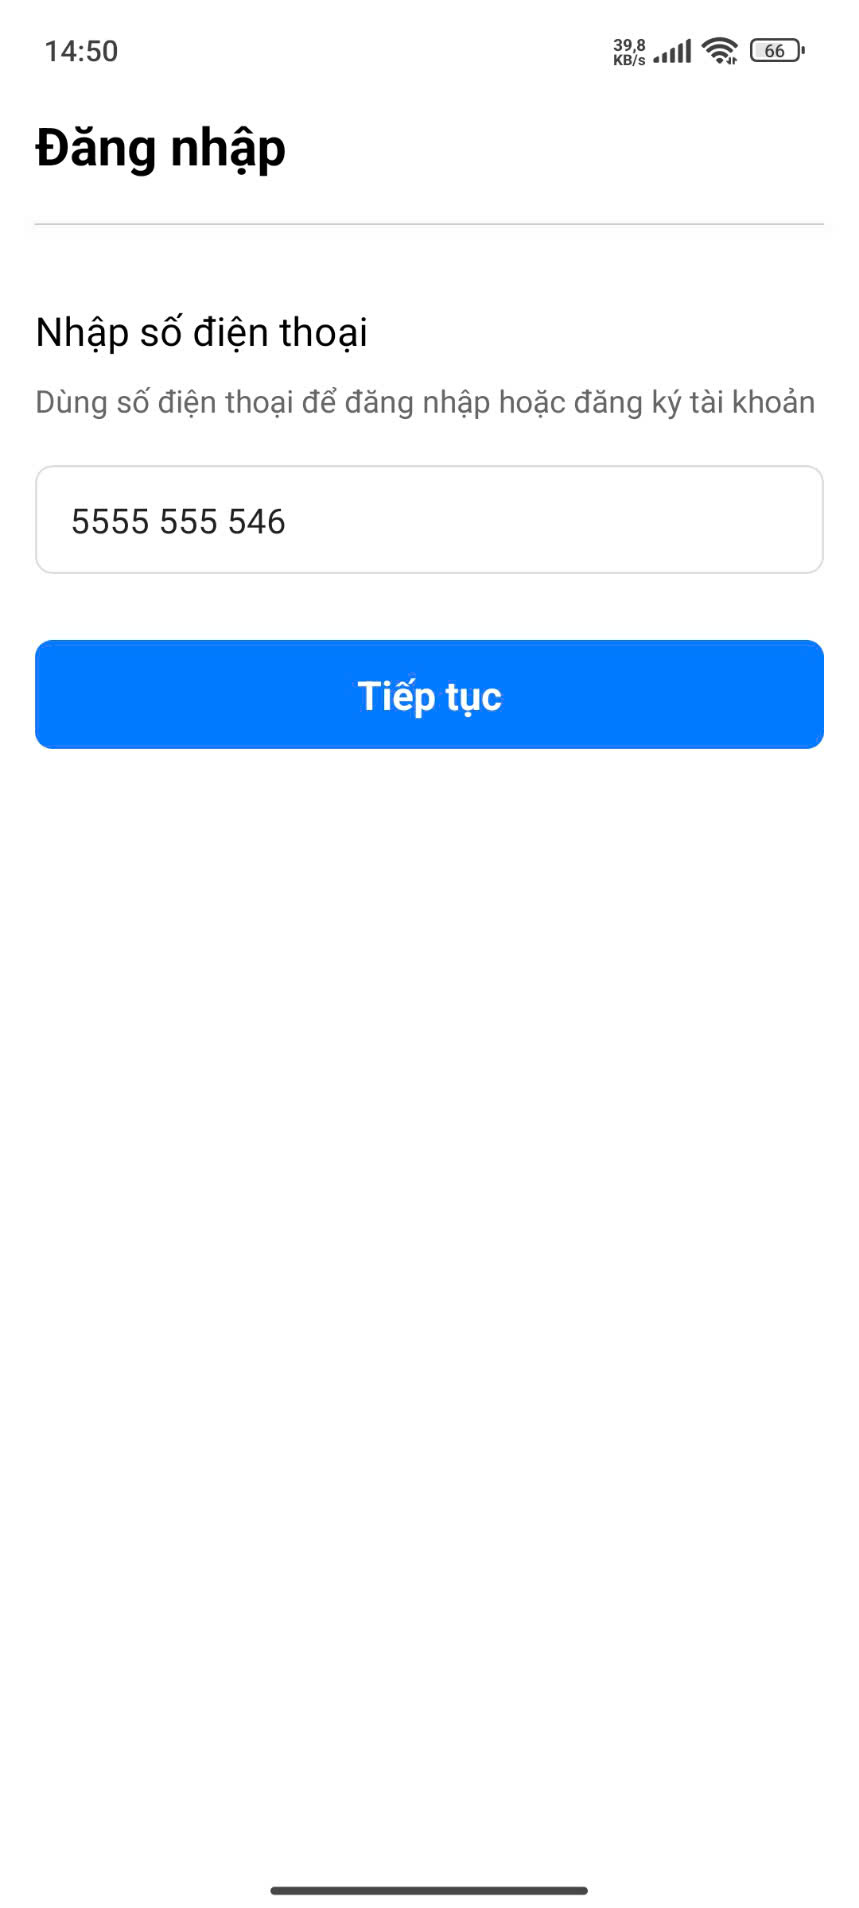 14:50
39,8
KB/s
66
Đăng nhập
Nhập số điện thoại
Dùng số điện thoại để đăng nhập hoặc đăng ký tài khoản
5555 555 546
Tiếp tục